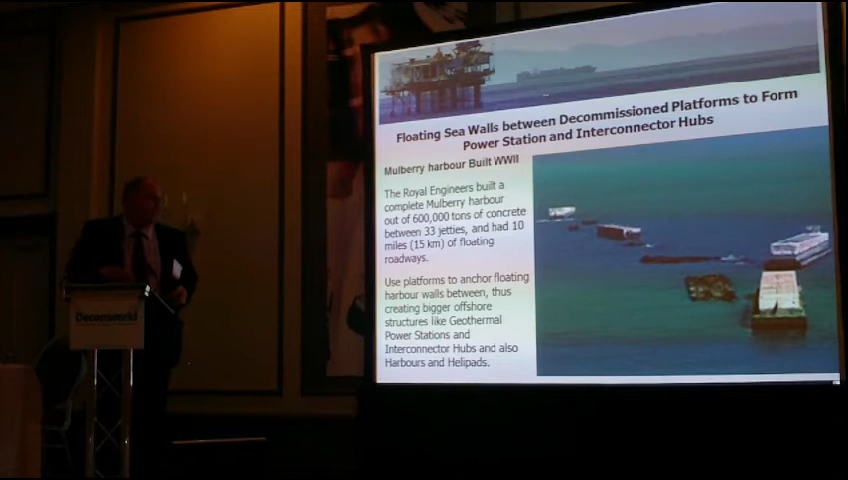 Floating Sea Walls between Decommissioned Platforms to Form
Power Station and Interconnector Hubs
Mulberry harbour Built WWII
The Royal Engineers built a
complete Mulberry harbour
out of 600,000 tons of concrete
between 33 jetties, and had 10
miles (15 km) of floating
roadways.
Use platforms to anchor floating
harbour walls between, thus
creating bigger offshore
structures like Geothermal
Power Stations and
Interconnector Hubs and also
Harbours and Helipads.
Decomworld